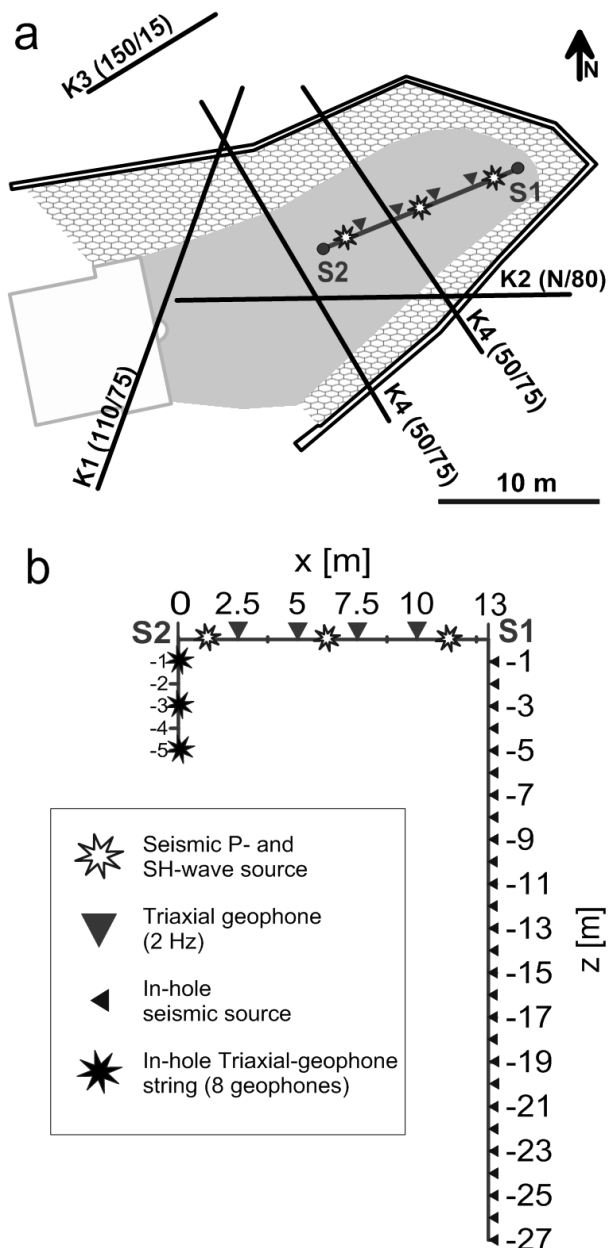 a
K3 (150/15)
N
S1
S2
K2 (N/80)
K4 (50/75)
K4 (50/75)
K1 (110/75)
10 m
b
x [m]
0 2.5 5 7.5 10 13
S2 S1
-1
-2
-3
-4
-5
-1
-3
-5
-7
-9
-11
-13
-15
-17
-19
-21
-23
-25
-27
z [m]
Seismic P- and
SH-wave source
Triaxial geophone
(2 Hz)
In-hole
seismic source
In-hole Triaxial-geophone
string (8 geophones)